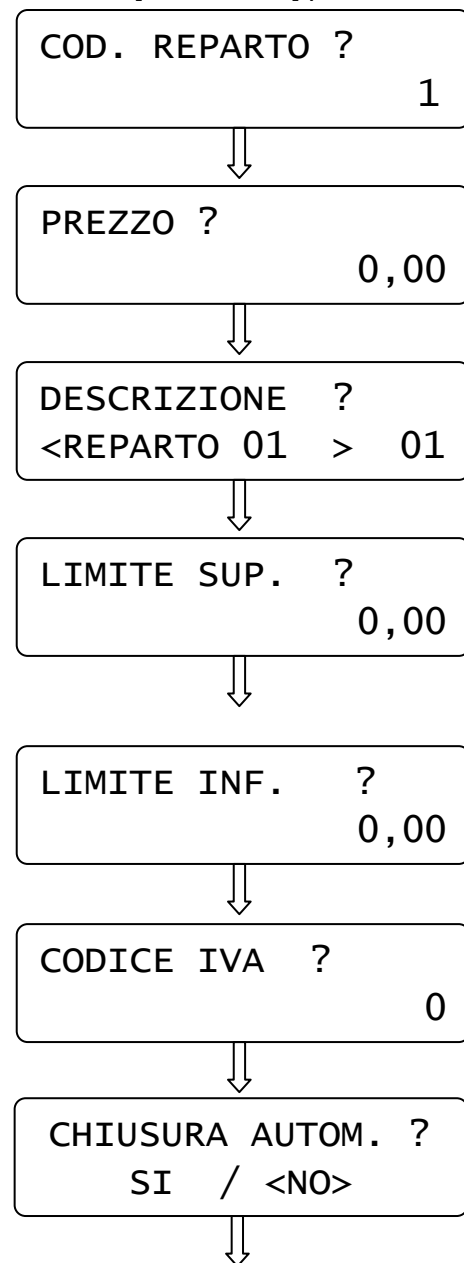 COD. REPARTO ?
1
PREZZO ?
0,00
DESCRIZIONE ?
<REPARTO 01 > 01
LIMITE SUP. ?
0,00
LIMITE INF. ?
0,00
CODICE IVA ?
0
CHIUSURA AUTOM. ?
SI / <NO>